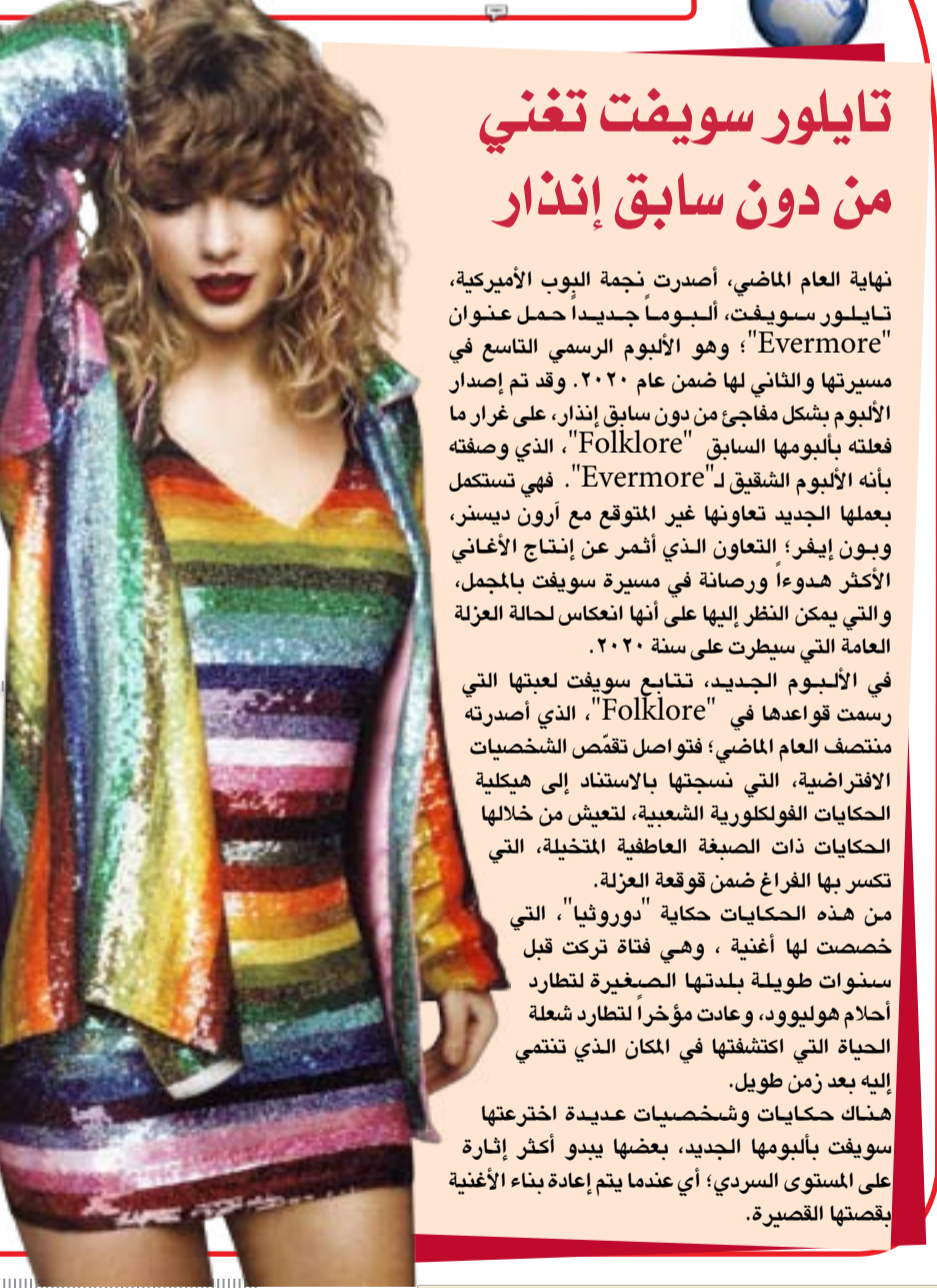 تايلور سويفت تغني
من دون سابق إنذار
نهاية العام الماضي، أصدرت نجمة البوب الأميركية،
تايلور سويفت، ألبوماً جديداً حمل عنوان
"Evermore"؛ وهو الألبوم الرسمي التاسع في
مسيرتها والثاني لها ضمن عام ٢٠٢٠. وقد تم إصدار
الألبوم بشكل مفاجئ من دون سابق إنذار، على غرار ما
فعلته بألبومها السابق "Folklore"، الذي وصفته
بأنه الألبوم الشقيق لـ"Evermore". فهي تستكمل
بعملها الجديد تعاونها غير المتوقع مع آرون ديسنر،
وبون إيفر؛ التعاون الذي أثمر عن إنتاج الأغاني
الأكثر هدوءاً ورصانة في مسيرة سويفت بالمجمل،
والتي يمكن النظر إليها على أنها انعكاس لحالة العزلة
العامة التي سيطرت على سنة ٢٠٢٠.
في الألبوم الجديد، تتابع سويفت لعبتها التي
رسمت قواعدها في "Folklore"، الذي أصدرته
منتصف العام الماضي؛ فتواصل تقمّص الشخصيات
الافتراضية، التي نسجتها بالاستناد إلى هيكلية
الحكايات الفولكلورية الشعبية، لتعيش من خلالها
الحكايات ذات الصبغة العاطفية المتخيلة، التي
تكسر بها الفراغ ضمن قوقعة العزلة.
من هذه الحكايات حكاية "دوروثيا"، التي
خصصت لها أغنية ، وهي فتاة تركت قبل
سنوات طويلة بلدتها الصغيرة لتطارد
أحلام هوليوود، وعادت مؤخراً لتطارد شعلة
الحياة التي اكتشفتها في المكان الذي تنتمي
إليه بعد زمن طويل.
هناك حكايات وشخصيات عديدة اخترعتها
سويفت بألبومها الجديد، بعضها يبدو أكثر إثارة
على المستوى السردي؛ أي عندما يتم إعادة بناء الأغنية
بقصتها القصيرة.